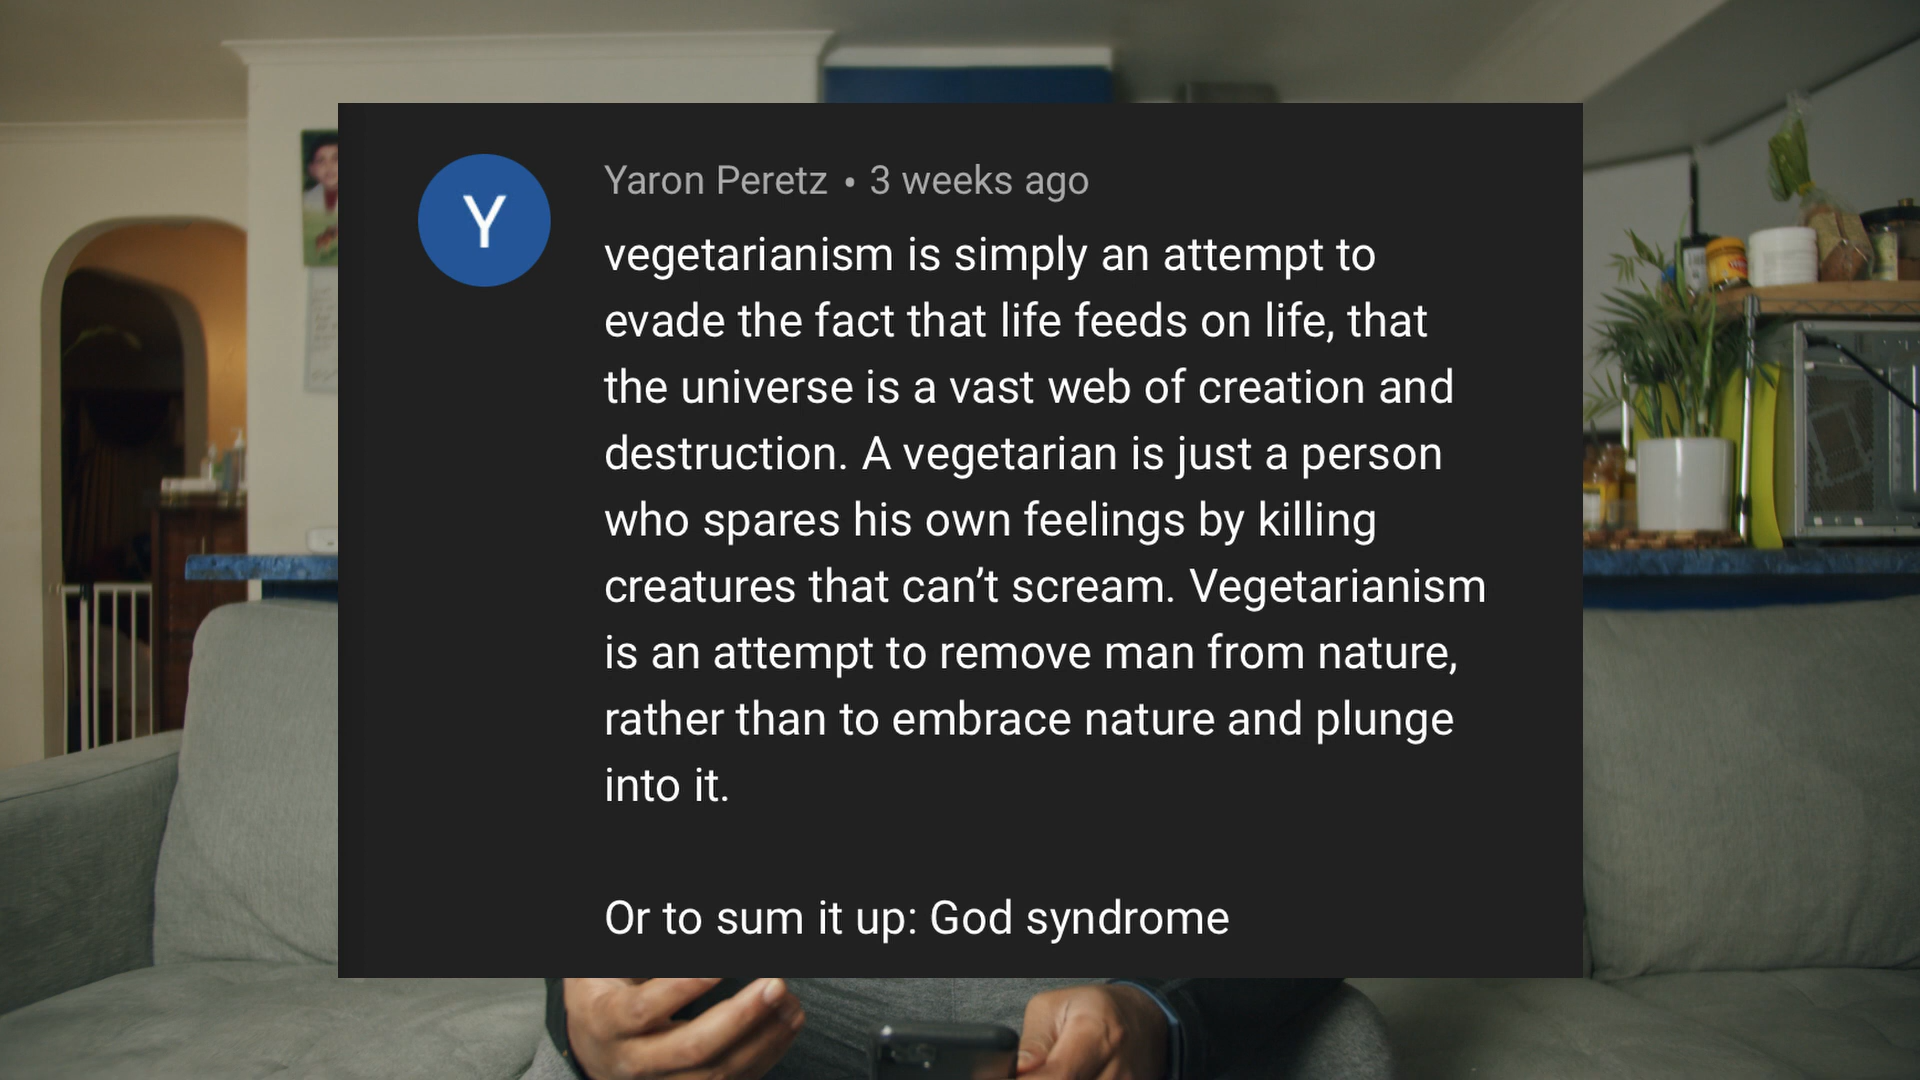 Y
Yaron Peretz • 3 weeks ago
vegetarianism is simply an attempt to
evade the fact that life feeds on life, that
the universe is a vast web of creation and
destruction. A vegetarian is just a person
who spares his own feelings by killing
creatures that can’t scream. Vegetarianism
is an attempt to remove man from nature,
rather than to embrace nature and plunge
into it.
Or to sum it up: God syndrome